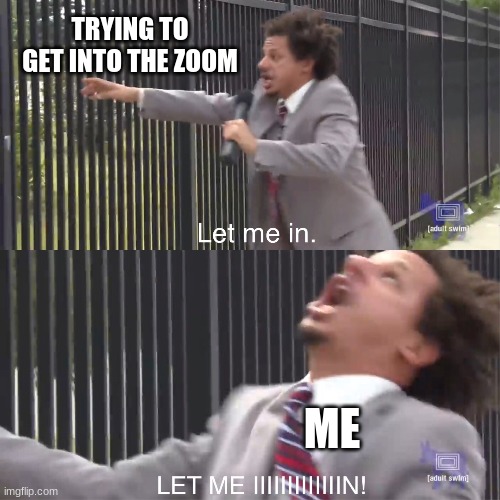 TRYING TO
GET INTO THE ZOOM
Let me in.
[adult swim]
ME
[adult swim]
LET ME IIIIIIIIIIIIIN!
imgflip.com